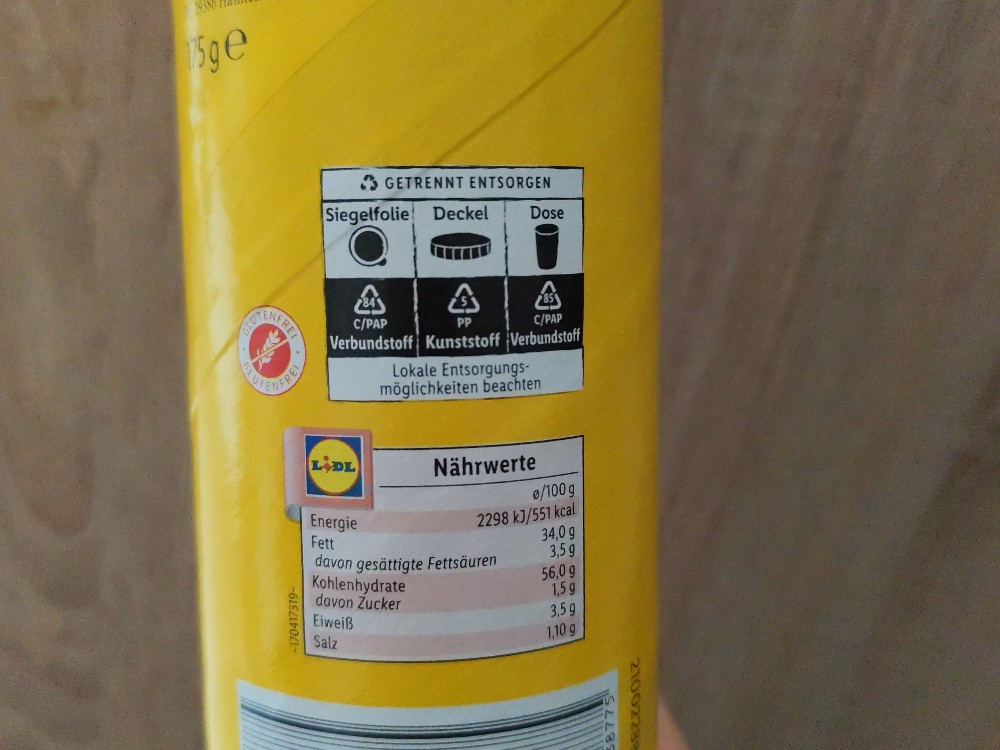 175 g e
GETRENNT ENTSORGEN
Siegelfolie Deckel Dose
84 5 85
C/PAP PP C/PAP
Verbundstoff Kunststoff Verbundstoff
Lokale Entsorgungs-
möglichkeiten beachten
GLUTENFREI
GLUTENFREI
LIDL
Nährwerte
ø/100 g
Energie 2298 kJ/551 kcal
Fett 34,0 g
davon gesättigte Fettsäuren 3,5 g
Kohlenhydrate 56,0 g
davon Zucker 1,5 g
Eiweiß 3,5 g
Salz 1,10 g
-170417319-